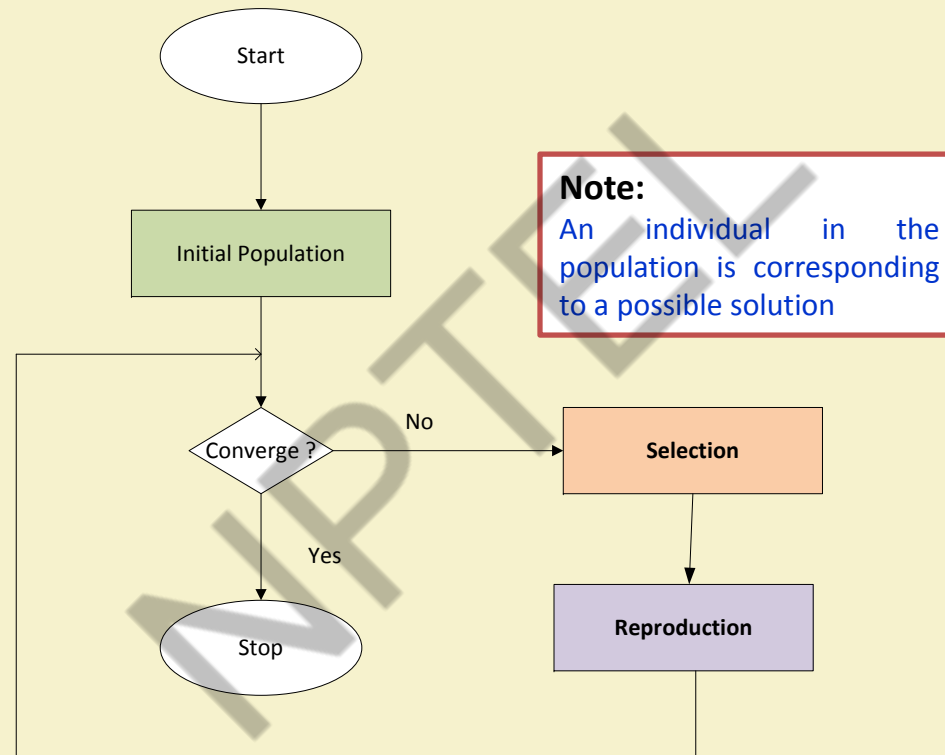 Start
Note:
An individual in the
population is corresponding
to a possible solution
Initial Population
No
Converge ?
Selection
Yes
Reproduction
Stop
NPTEL